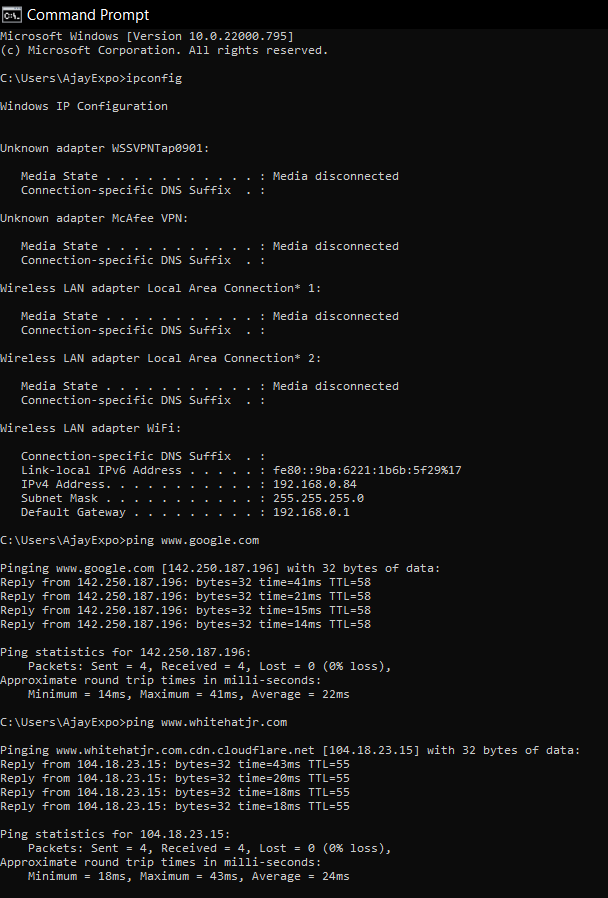 Command Prompt
Microsoft Windows [Version 10.0.22000.795]
(c) Microsoft Corporation. All rights reserved.
C:\Users\AjayExpo>ipconfig
Windows IP Configuration
Unknown adapter WSSVPNTap0901:
   Media State . . . . . . . . . . . : Media disconnected
   Connection-specific DNS Suffix  . :
Unknown adapter McAfee VPN:
   Media State . . . . . . . . . . . : Media disconnected
   Connection-specific DNS Suffix  . :
Wireless LAN adapter Local Area Connection* 1:
   Media State . . . . . . . . . . . : Media disconnected
   Connection-specific DNS Suffix  . :
Wireless LAN adapter Local Area Connection* 2:
   Media State . . . . . . . . . . . : Media disconnected
   Connection-specific DNS Suffix  . :
Wireless LAN adapter WiFi:
   Connection-specific DNS Suffix  . :
   Link-local IPv6 Address . . . . . : fe80::9ba:6221:1b6b:5f29%17
   IPv4 Address. . . . . . . . . . . : 192.168.0.84
   Subnet Mask . . . . . . . . . . . : 255.255.255.0
   Default Gateway . . . . . . . . . : 192.168.0.1
C:\Users\AjayExpo>ping www.google.com
Pinging www.google.com [142.250.187.196] with 32 bytes of data:
Reply from 142.250.187.196: bytes=32 time=41ms TTL=58
Reply from 142.250.187.196: bytes=32 time=21ms TTL=58
Reply from 142.250.187.196: bytes=32 time=15ms TTL=58
Reply from 142.250.187.196: bytes=32 time=14ms TTL=58
Ping statistics for 142.250.187.196:
    Packets: Sent = 4, Received = 4, Lost = 0 (0% loss),
Approximate round trip times in milli-seconds:
    Minimum = 14ms, Maximum = 41ms, Average = 22ms
C:\Users\AjayExpo>ping www.whitehatjr.com
Pinging www.whitehatjr.com.cdn.cloudflare.net [104.18.23.15] with 32 bytes of data:
Reply from 104.18.23.15: bytes=32 time=43ms TTL=55
Reply from 104.18.23.15: bytes=32 time=20ms TTL=55
Reply from 104.18.23.15: bytes=32 time=18ms TTL=55
Reply from 104.18.23.15: bytes=32 time=18ms TTL=55
Ping statistics for 104.18.23.15:
    Packets: Sent = 4, Received = 4, Lost = 0 (0% loss),
Approximate round trip times in milli-seconds:
    Minimum = 18ms, Maximum = 43ms, Average = 24ms